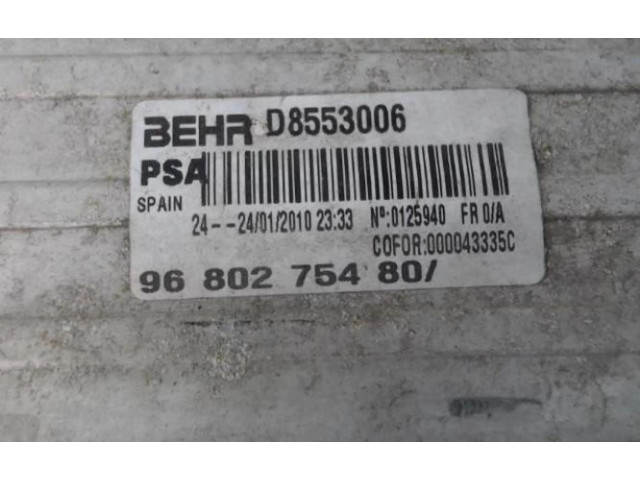 BEHR D8553006
PSA
SPAIN
24--24/01/2010 23:33 Nº:0125940 FR 0/A
COFOR:000043335C
96 802 754 80/